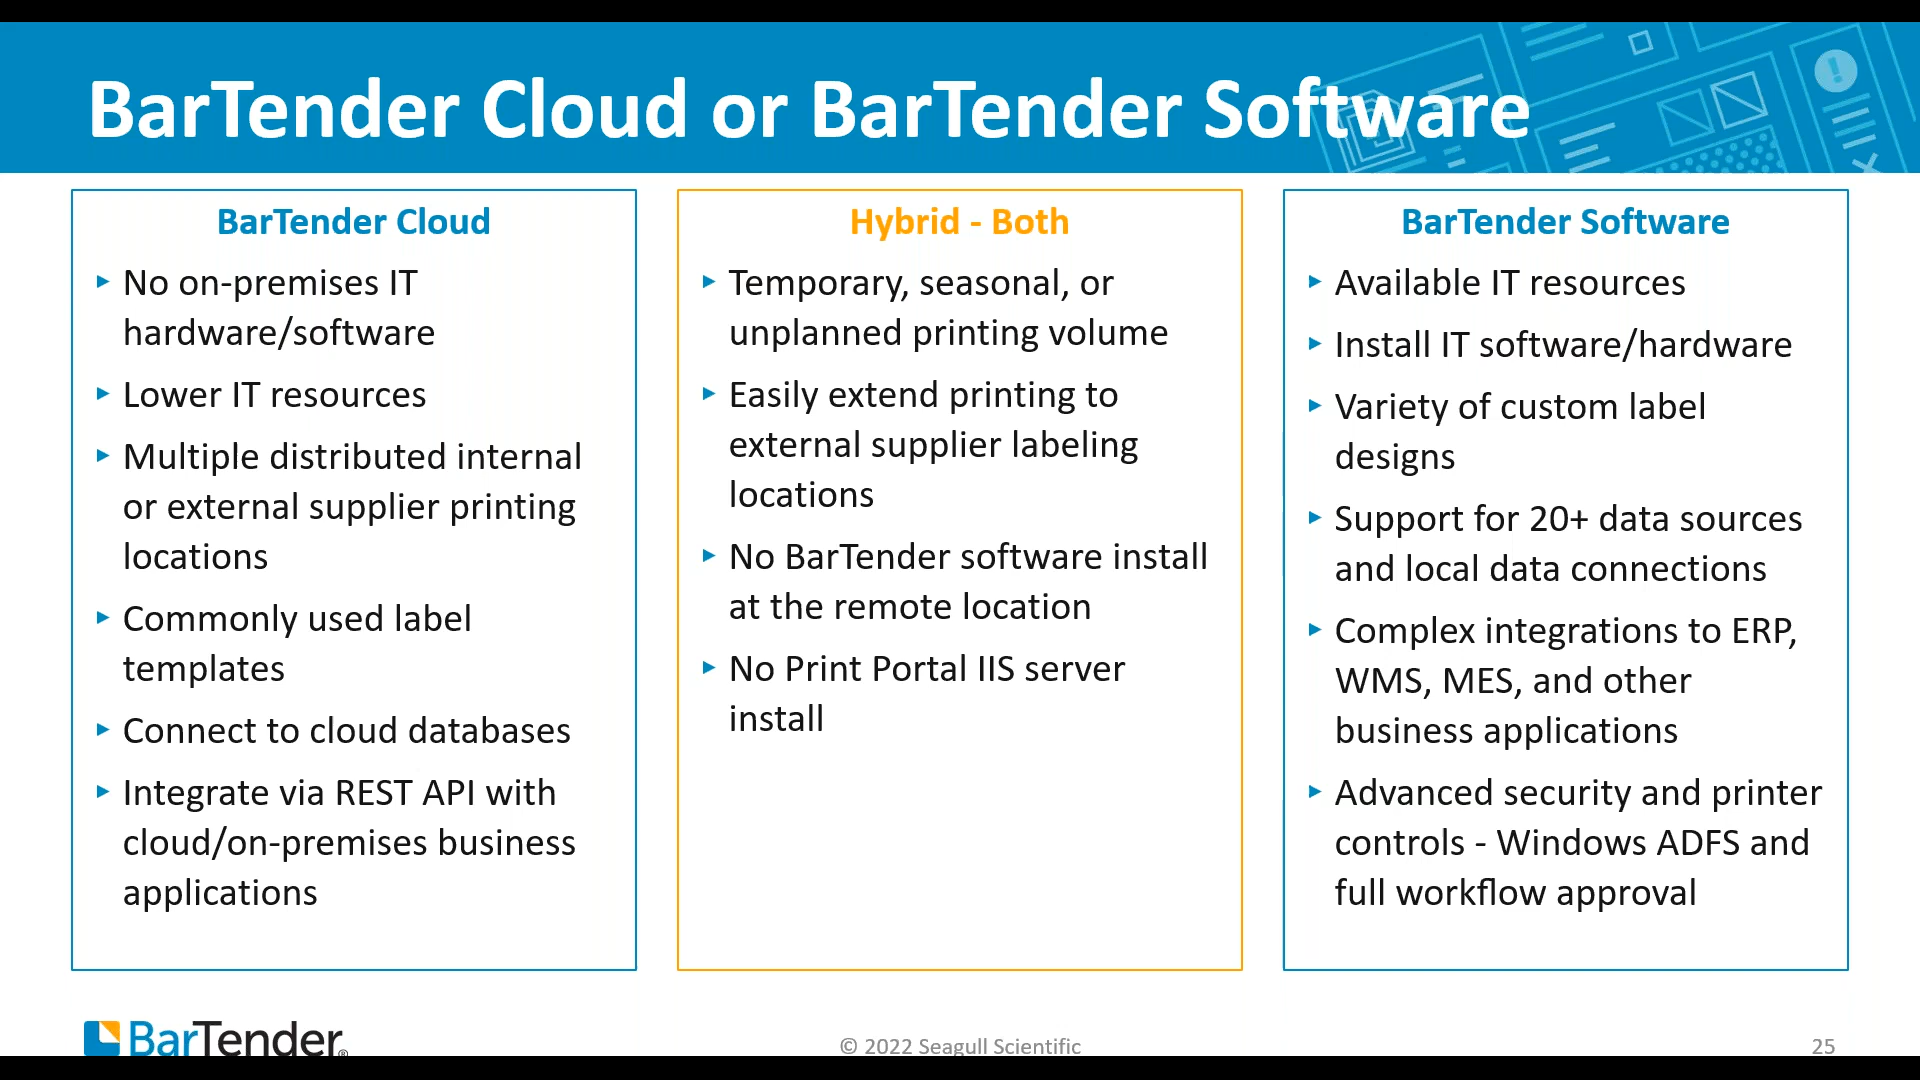 BarTender Cloud or BarTender Software
BarTender Cloud
▸ No on-premises IT
hardware/software
▸ Lower IT resources
▸ Multiple distributed internal
or external supplier printing
locations
▸ Commonly used label
templates
▸ Connect to cloud databases
▸ Integrate via REST API with
cloud/on-premises business
applications
Hybrid - Both
▸ Temporary, seasonal, or
unplanned printing volume
▸ Easily extend printing to
external supplier labeling
locations
▸ No BarTender software install
at the remote location
▸ No Print Portal IIS server
install
BarTender Software
▸ Available IT resources
▸ Install IT software/hardware
▸ Variety of custom label
designs
▸ Support for 20+ data sources
and local data connections
▸ Complex integrations to ERP,
WMS, MES, and other
business applications
▸ Advanced security and printer
controls - Windows ADFS and
full workflow approval
BarTender®
© 2022 Seagull Scientific
25